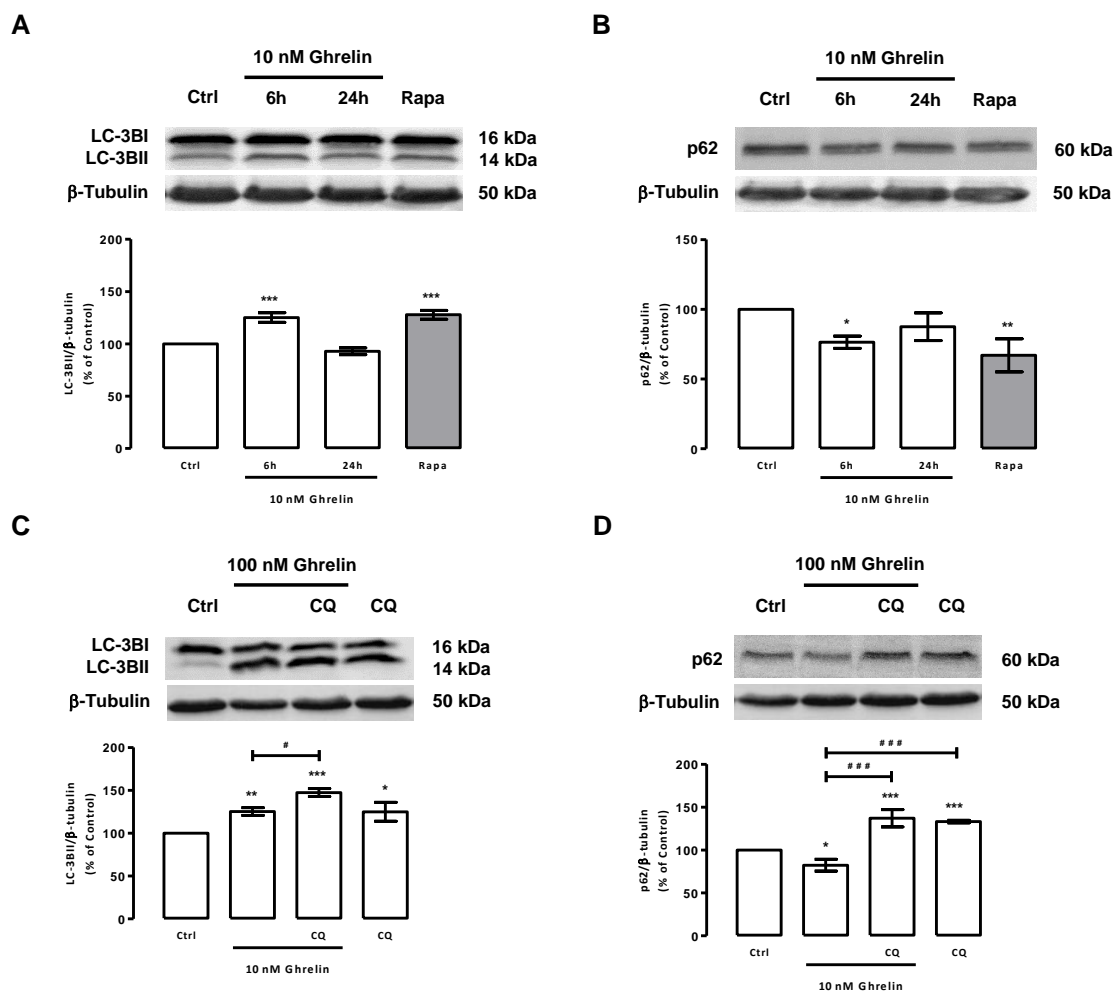 A
10 nM Ghrelin
Ctrl 6h 24h Rapa
LC-3BI 16 kDa
LC-3BII 14 kDa
β-Tubulin 50 kDa
LC-3BII/β-tubulin
(% of Control)
200
150
100
50
0
***
***
Ctrl 6h 24h Rapa
10 nM Ghrelin
B
10 nM Ghrelin
Ctrl 6h 24h Rapa
p62 60 kDa
β-Tubulin 50 kDa
p62/β-tubulin
(% of Control)
150
100
50
0
*
**
Ctrl 6h 24h Rapa
10 nM Ghrelin
C
100 nM Ghrelin
Ctrl CQ CQ
LC-3BI 16 kDa
LC-3BII 14 kDa
β-Tubulin 50 kDa
LC-3BII/β-tubulin
(% of Control)
200
150
100
50
0
#
**
***
*
Ctrl CQ CQ
10 nM Ghrelin
D
100 nM Ghrelin
Ctrl CQ CQ
p62 60 kDa
β-Tubulin 50 kDa
p62/β-tubulin
(% of Control)
200
150
100
50
0
###
###
*
***
***
Ctrl CQ CQ
10 nM Ghrelin